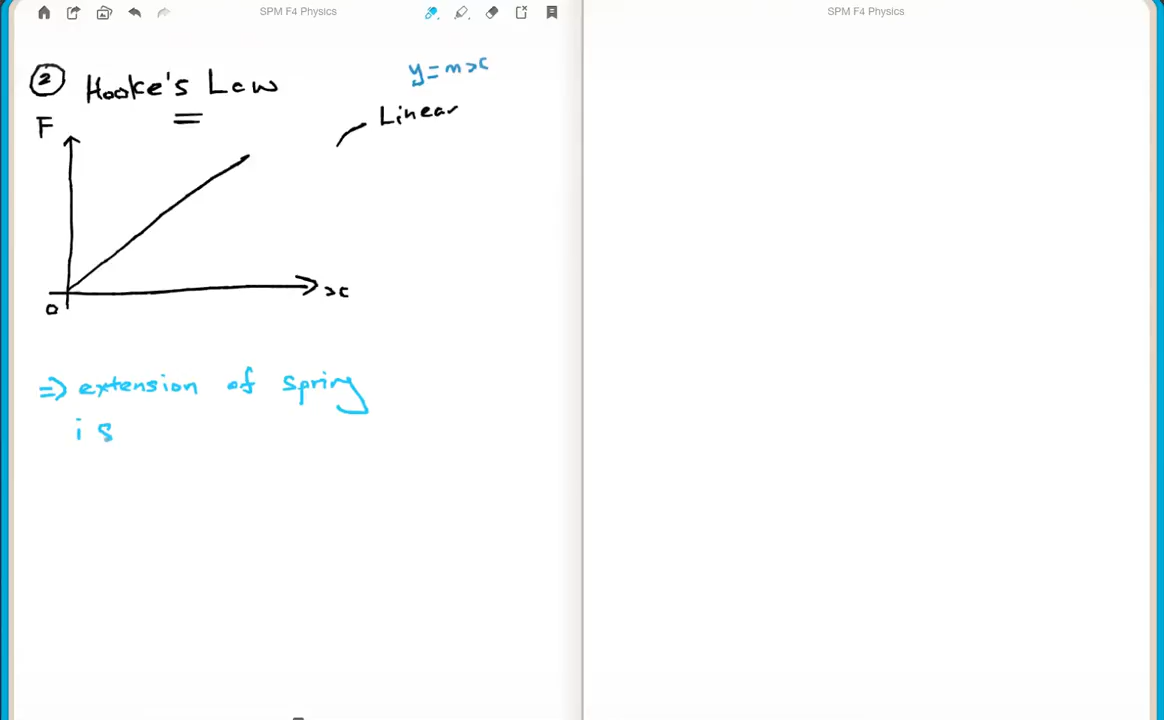 SPM F4 Physics
SPM F4 Physics
② Hooke's Law
y=mx
Linear
F
x
0
⇒ extension of spring
is